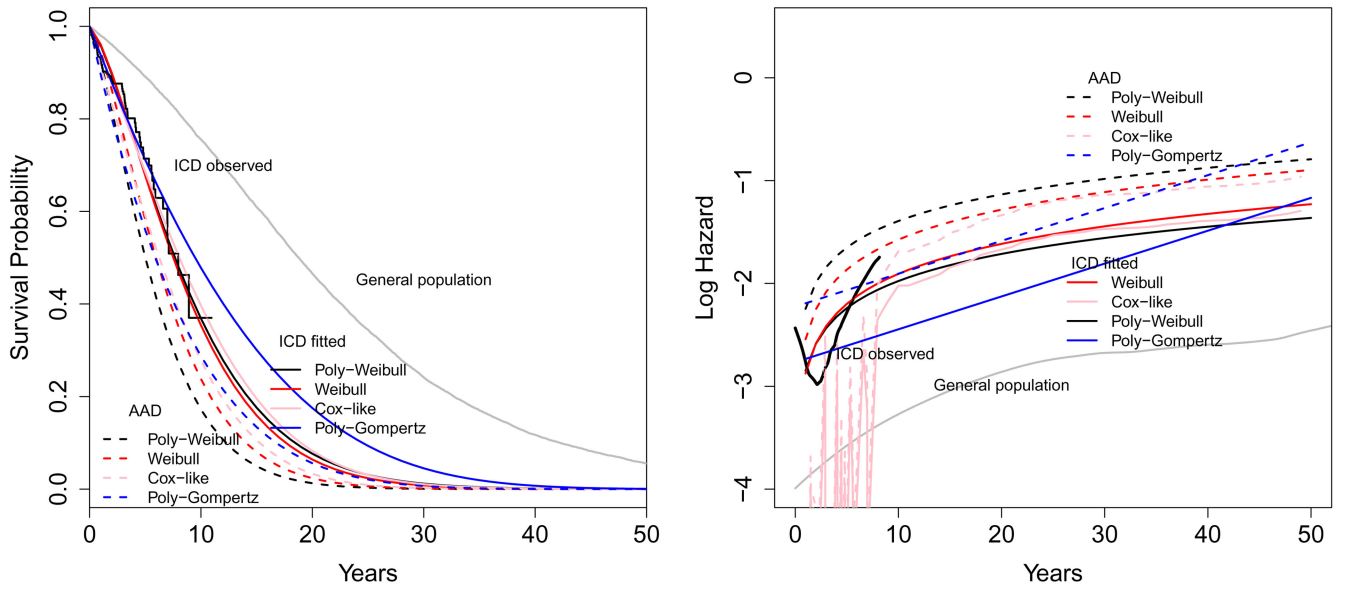 1.0
0.8
0.6
0.4
0.2
0.0
Survival Probability
ICD observed
General population
ICD fitted
Poly−Weibull
Weibull
Cox−like
Poly−Gompertz
AAD
Poly−Weibull
Weibull
Cox−like
Poly−Gompertz
0 10 20 30 40 50
Years
0
−1
−2
−3
−4
Log Hazard
AAD
Poly−Weibull
Weibull
Cox−like
Poly−Gompertz
ICD fitted
Weibull
Cox−like
Poly−Weibull
Poly−Gompertz
ICD observed
General population
0 10 20 30 40 50
Years